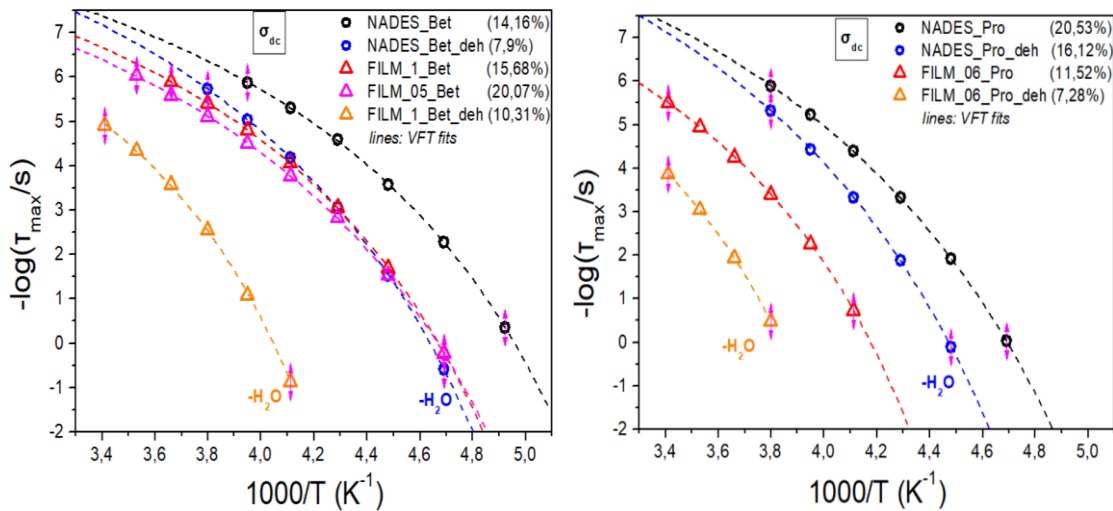 σdc
NADES_Bet (14,16%)
NADES_Bet_deh (7,9%)
FILM_1_Bet (15,68%)
FILM_05_Bet (20,07%)
FILM_1_Bet_deh (10,31%)
lines: VFT fits
-log(τmax/s)
7
6
5
4
3
2
1
0
-1
-2
-H2O
-H2O
3,4 3,6 3,8 4,0 4,2 4,4 4,6 4,8 5,0
1000/T (K-1)
σdc
NADES_Pro (20,53%)
NADES_Pro_deh (16,12%)
FILM_06_Pro (11,52%)
FILM_06_Pro_deh (7,28%)
lines: VFT fits
-log(τmax/s)
7
6
5
4
3
2
1
0
-1
-2
-H2O
-H2O
3,4 3,6 3,8 4,0 4,2 4,4 4,6 4,8 5,0
1000/T (K-1)